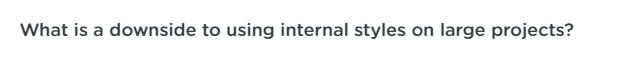 What is a downside to using internal styles on large projects?